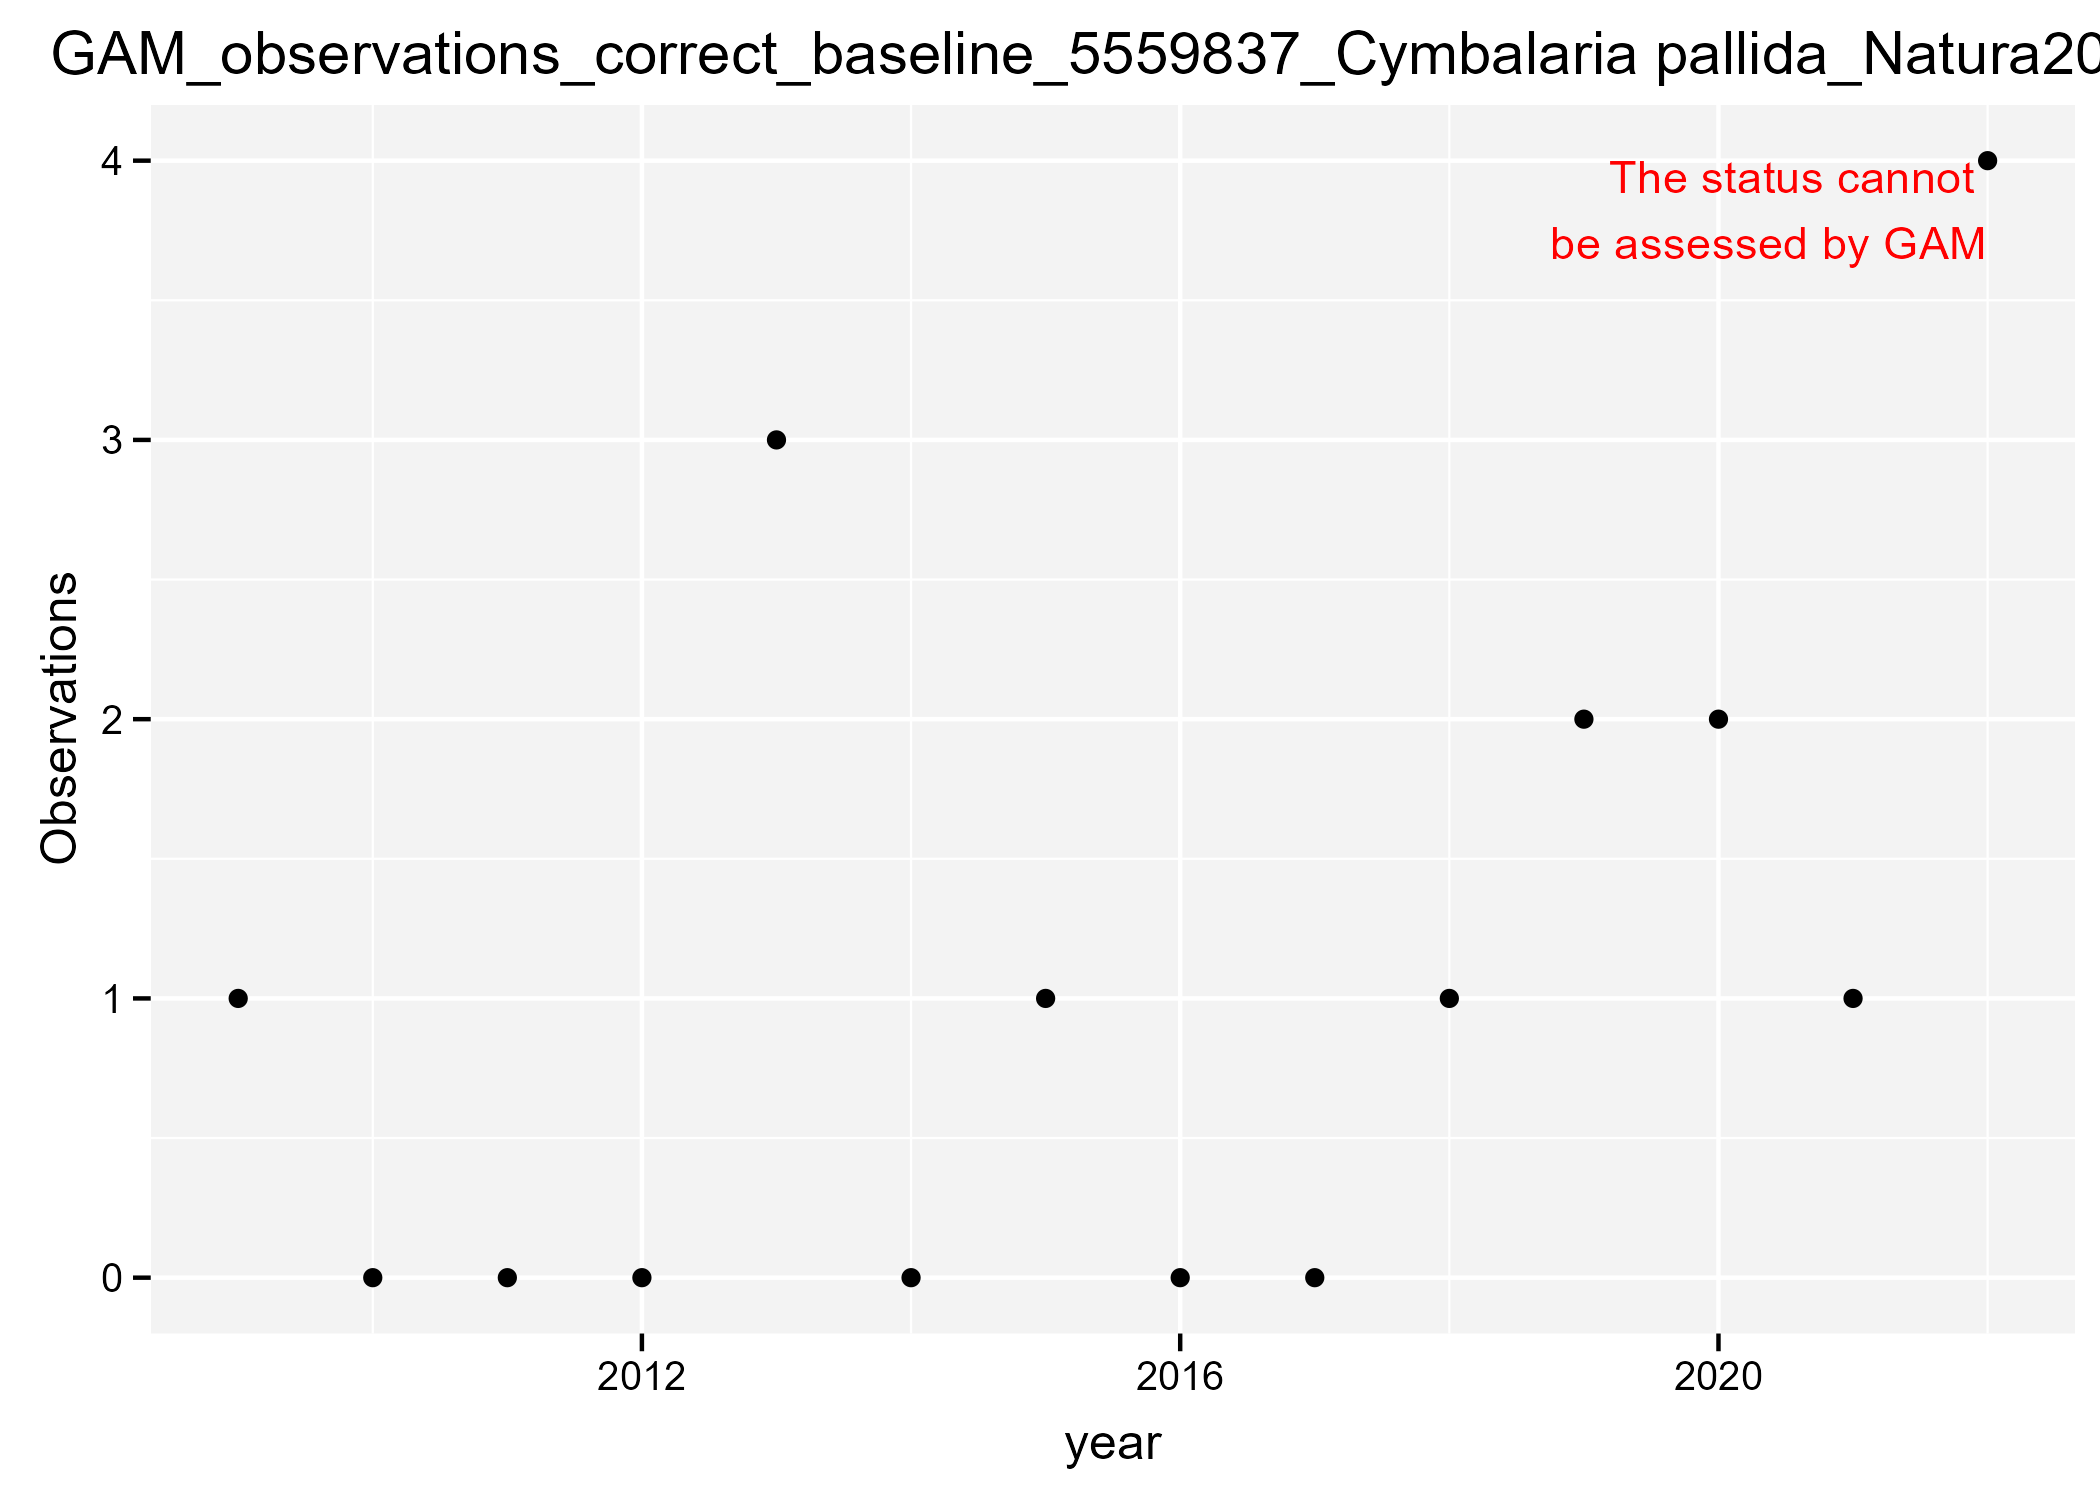 GAM_observations_correct_baseline_5559837_Cymbalaria pallida_Natura20
4
The status cannot
be assessed by GAM
3
Observations
2
1
0
2012 2016 2020
year